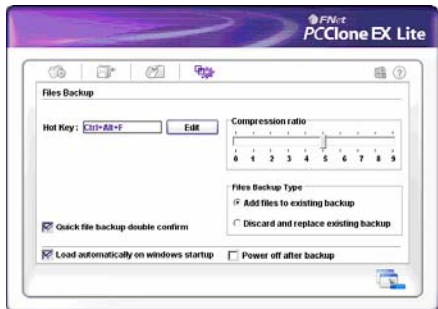 FNet
PCClone EX Lite
Files Backup
Hot Key : Ctrl+Alt+F Edit
Compression ratio
0 1 2 3 4 5 6 7 8 9
Files Backup Type
Add files to existing backup
Discard and replace existing backup
Quick file backup double confirm
Load automatically on windows startup
Power off after backup